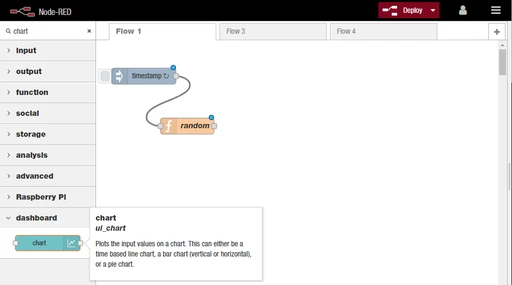 Node-RED
Deploy
chart
Flow 1
Flow 3
Flow 4
input
output
function
social
storage
analysis
advanced
Raspberry Pi
dashboard
chart
timestamp ↻
random
chart
ui_chart
Plots the input values on a chart. This can either be a
time based line chart, a bar chart (vertical or horizontal),
or a pie chart.